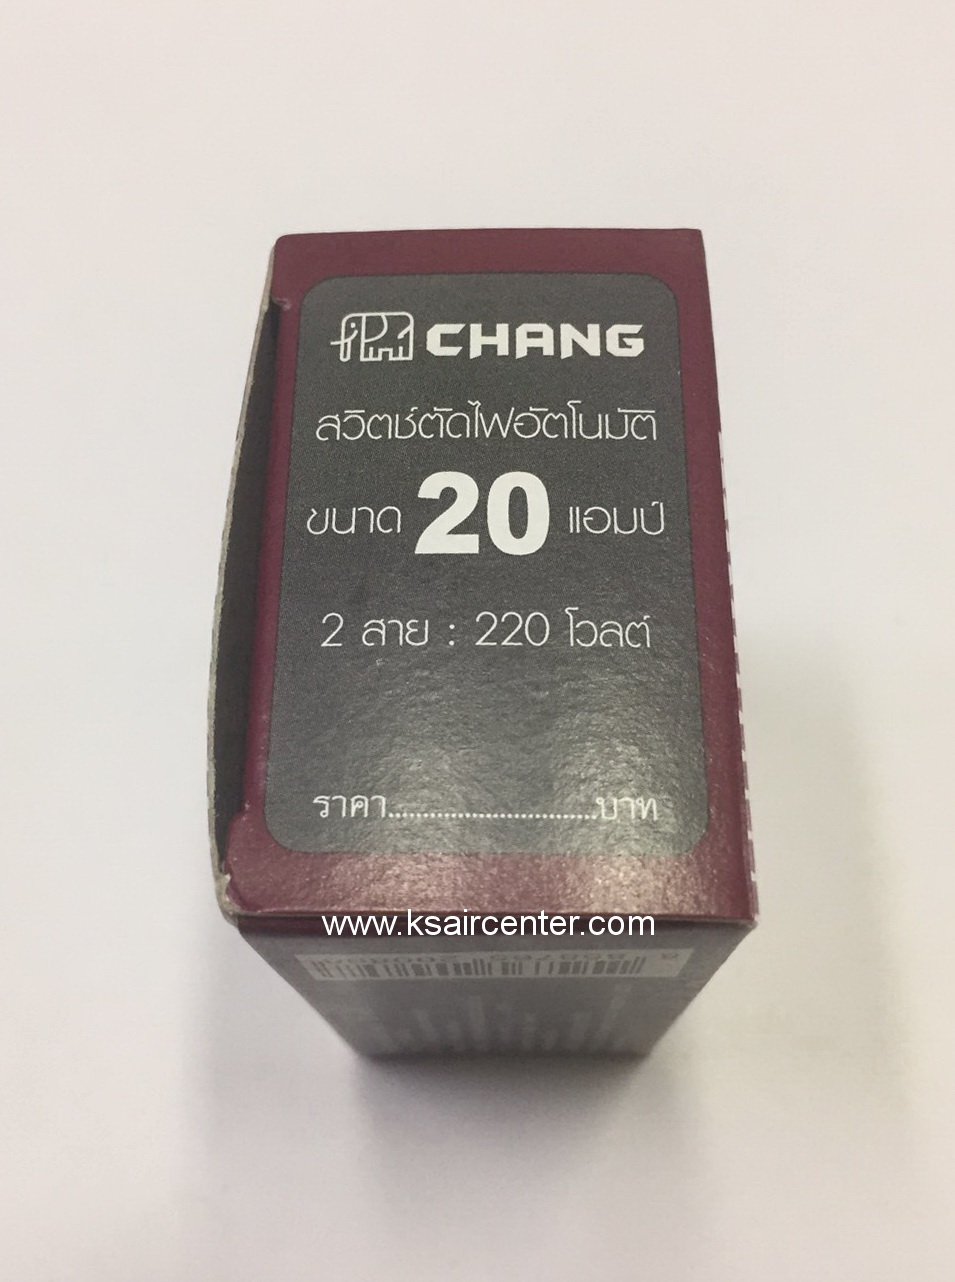 CHANG
สวิตช์ตัดไฟอัตโนมัติ
ขนาด 20 แอมป์
2 สาย : 220 โวลต์
ราคา..............................บาท
www.ksaircenter.com